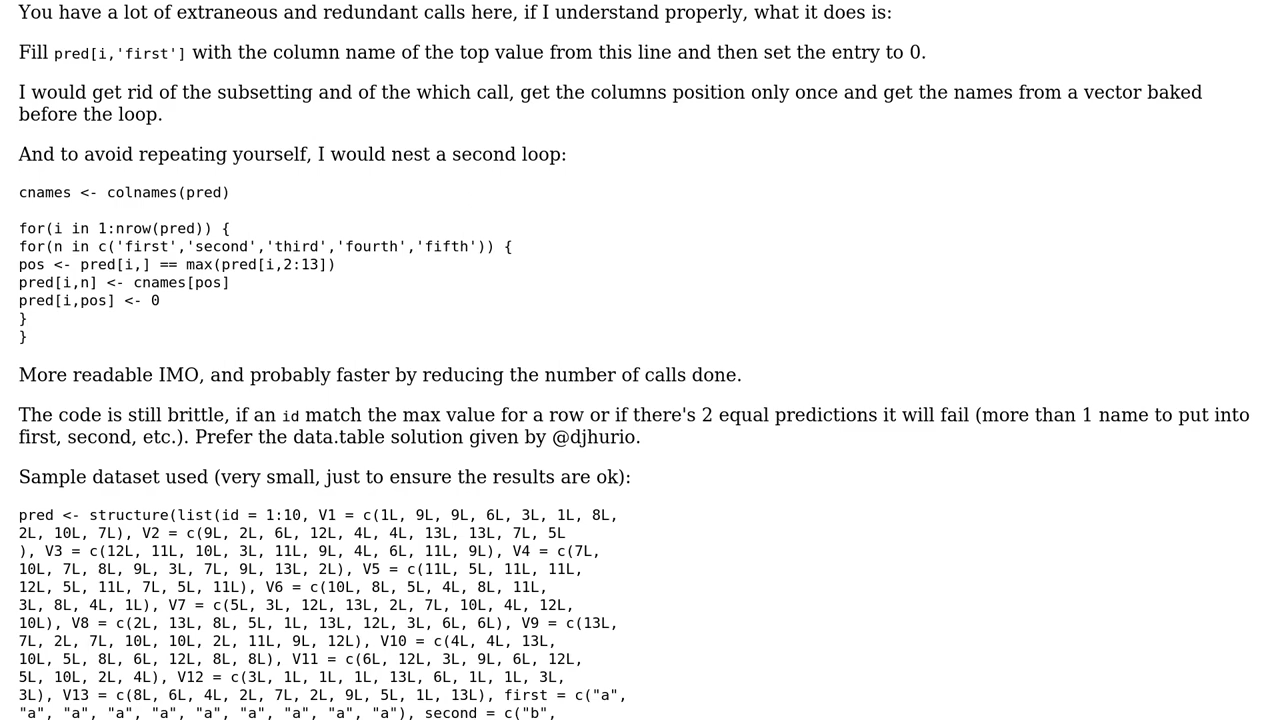 You have a lot of extraneous and redundant calls here, if I understand properly, what it does is:
Fill pred[i,'first'] with the column name of the top value from this line and then set the entry to 0.
I would get rid of the subsetting and of the which call, get the columns position only once and get the names from a vector baked
before the loop.
And to avoid repeating yourself, I would nest a second loop:
cnames <- colnames(pred)
for(i in 1:nrow(pred)) {
for(n in c('first','second','third','fourth','fifth')) {
pos <- pred[i,] == max(pred[i,2:13])
pred[i,n] <- cnames[pos]
pred[i,pos] <- 0
}
}
More readable IMO, and probably faster by reducing the number of calls done.
The code is still brittle, if an id match the max value for a row or if there's 2 equal predictions it will fail (more than 1 name to put into
first, second, etc.). Prefer the data.table solution given by @djhurio.
Sample dataset used (very small, just to ensure the results are ok):
pred <- structure(list(id = 1:10, V1 = c(1L, 9L, 9L, 6L, 3L, 1L, 8L,
2L, 10L, 7L), V2 = c(9L, 2L, 6L, 12L, 4L, 4L, 13L, 13L, 7L, 5L
), V3 = c(12L, 11L, 10L, 3L, 11L, 9L, 4L, 6L, 11L, 9L), V4 = c(7L,
10L, 7L, 8L, 9L, 3L, 7L, 9L, 13L, 2L), V5 = c(11L, 5L, 11L, 11L,
12L, 5L, 11L, 7L, 5L, 11L), V6 = c(10L, 8L, 5L, 4L, 8L, 11L,
3L, 8L, 4L, 1L), V7 = c(5L, 3L, 12L, 13L, 2L, 7L, 10L, 4L, 12L,
10L), V8 = c(2L, 13L, 8L, 5L, 1L, 13L, 12L, 3L, 6L, 6L), V9 = c(13L,
7L, 2L, 7L, 10L, 10L, 2L, 11L, 9L, 12L), V10 = c(4L, 4L, 13L,
10L, 5L, 8L, 6L, 12L, 8L, 8L), V11 = c(6L, 12L, 3L, 9L, 6L, 12L,
5L, 10L, 2L, 4L), V12 = c(3L, 1L, 1L, 1L, 13L, 6L, 1L, 1L, 3L,
3L), V13 = c(8L, 6L, 4L, 2L, 7L, 2L, 9L, 5L, 1L, 13L), first = c("a",
"a", "a", "a", "a", "a", "a", "a", "a", "a"), second = c("b",